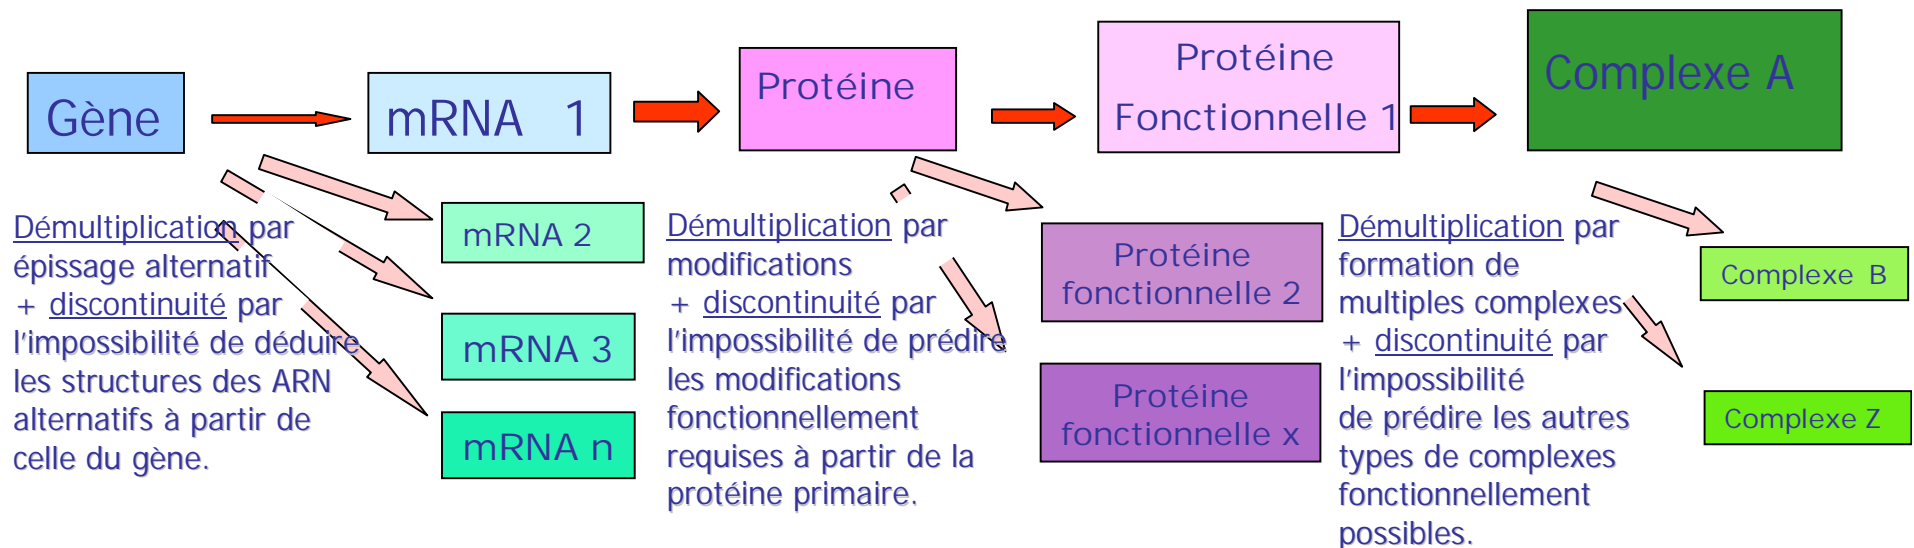 Gène
mRNA 1
Protéine
Protéine
Fonctionnelle 1
Complexe A
mRNA 2
mRNA 3
mRNA n
Démultiplication par
épissage alternatif
+ discontinuité par
l'impossibilité de déduire
les structures des ARN
alternatifs à partir de
celle du gène.
Démultiplication par
modifications
+ discontinuité par
l'impossibilité de prédire
les modifications
fonctionnellement
requises à partir de la
protéine primaire.
Protéine
fonctionnelle 2
Protéine
fonctionnelle x
Démultiplication par
formation de
multiples complexes
+ discontinuité par
l'impossibilité
de prédire les autres
types de complexes
fonctionnellement
possibles.
Complexe B
Complexe Z